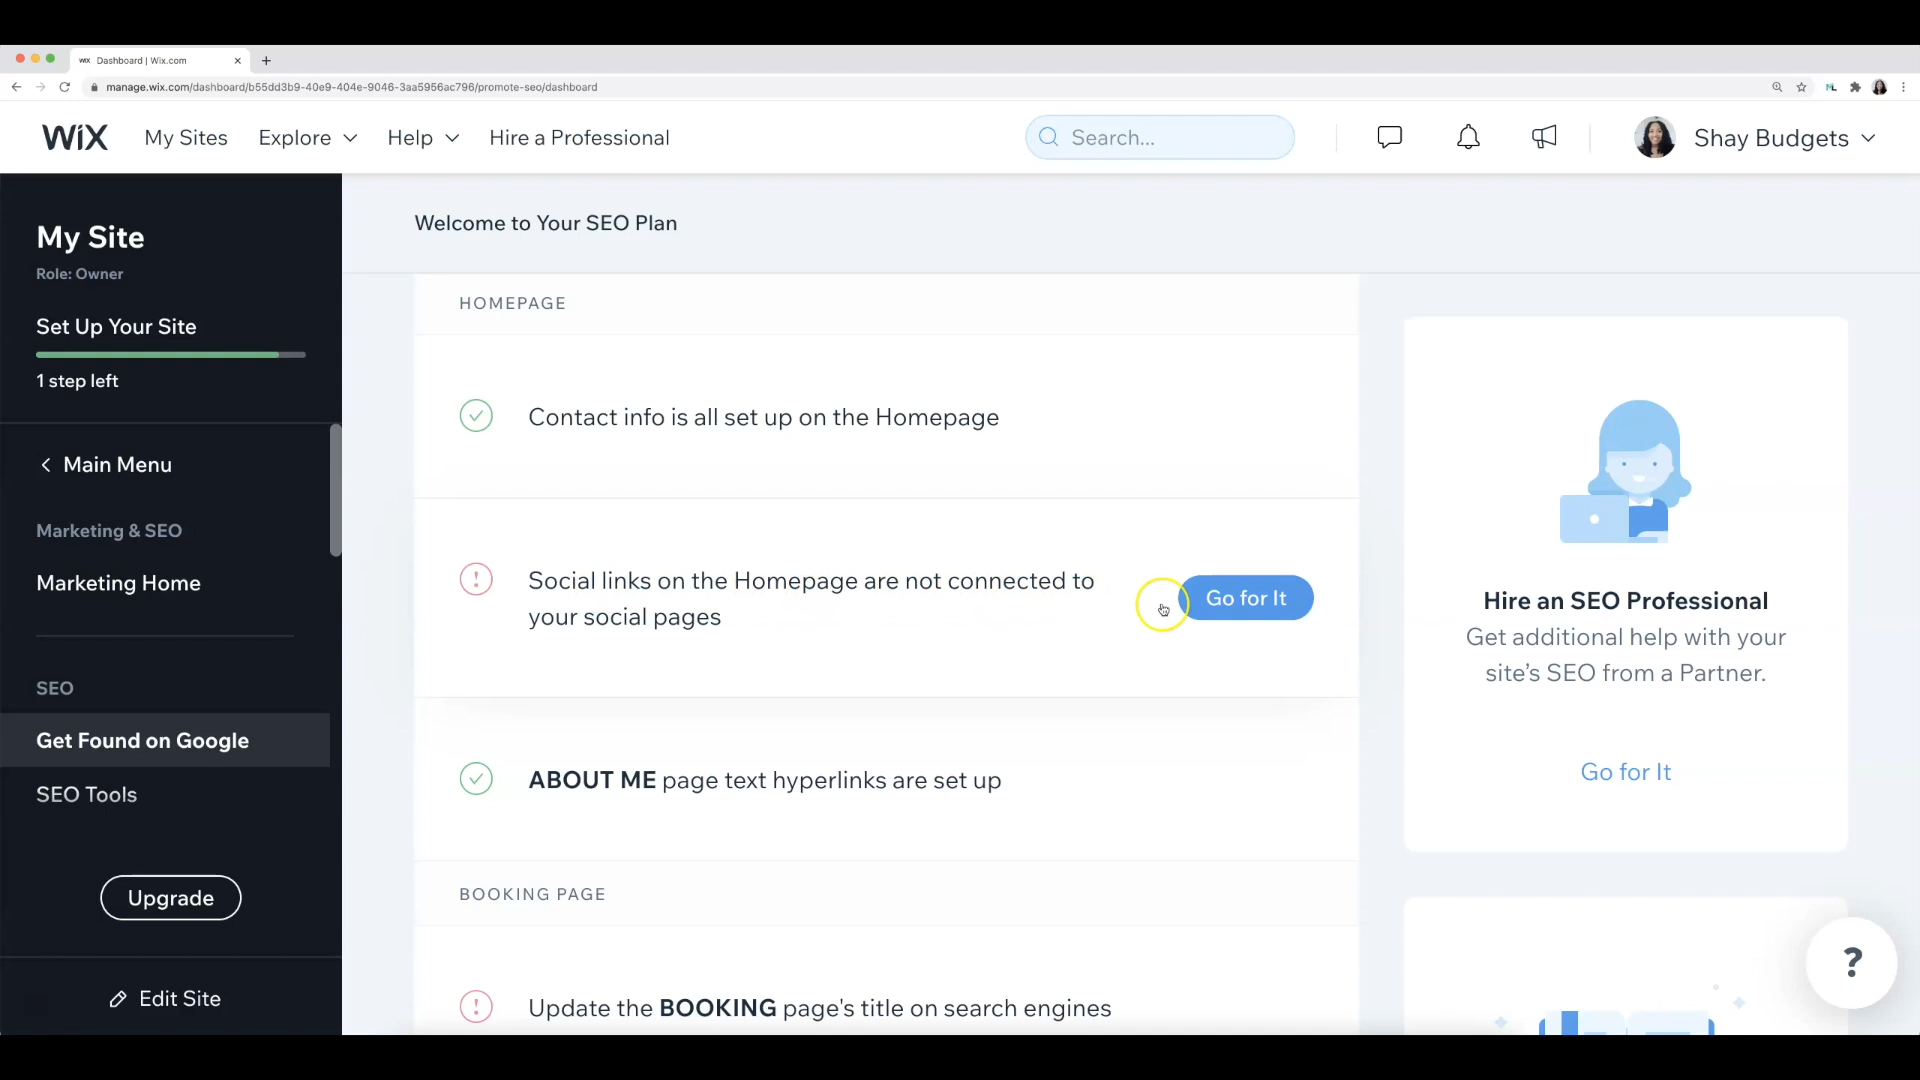 WiX Dashboard | Wix.com
manage.wix.com/dashboard/b55dd3b9-40e9-404e-9046-3aa5956ac796/promote-seo/dashboard
WiX
My Sites
Explore
Help
Hire a Professional
Search...
Shay Budgets
My Site
Role: Owner
Set Up Your Site
1 step left
Main Menu
Marketing & SEO
Marketing Home
SEO
Get Found on Google
SEO Tools
Upgrade
Edit Site
Welcome to Your SEO Plan
HOMEPAGE
Contact info is all set up on the Homepage
Social links on the Homepage are not connected to
your social pages
Go for It
ABOUT ME page text hyperlinks are set up
BOOKING PAGE
Update the BOOKING page's title on search engines
Hire an SEO Professional
Get additional help with your
site's SEO from a Partner.
Go for It
?